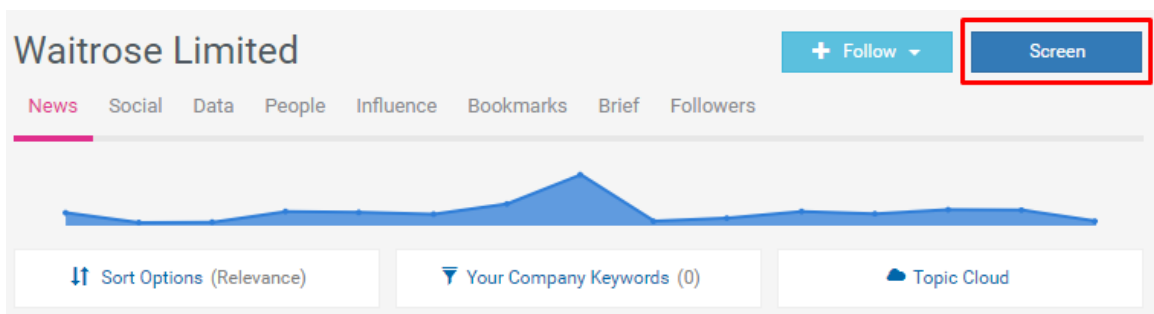 Waitrose Limited
Follow
Screen
News Social Data People Influence Bookmarks Brief Followers
Sort Options (Relevance)
Your Company Keywords (0)
Topic Cloud